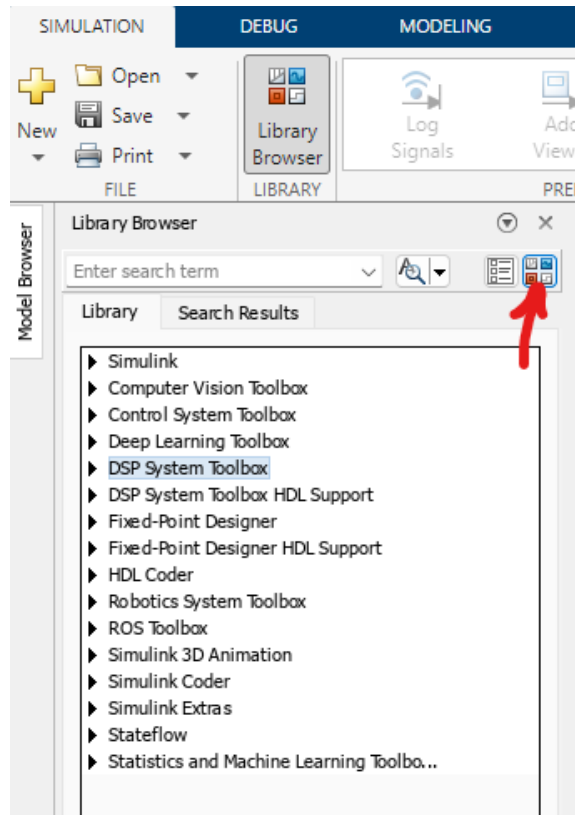 SIMULATION DEBUG MODELING
New
Open
Save
Print
FILE
Library
Browser
LIBRARY
Log
Signals
Model Browser
Library Browser
Enter search term
Library Search Results
Simulink
Computer Vision Toolbox
Control System Toolbox
Deep Learning Toolbox
DSP System Toolbox
DSP System Toolbox HDL Support
Fixed-Point Designer
Fixed-Point Designer HDL Support
HDL Coder
Robotics System Toolbox
ROS Toolbox
Simulink 3D Animation
Simulink Coder
Simulink Extras
Stateflow
Statistics and Machine Learning Toolbo...